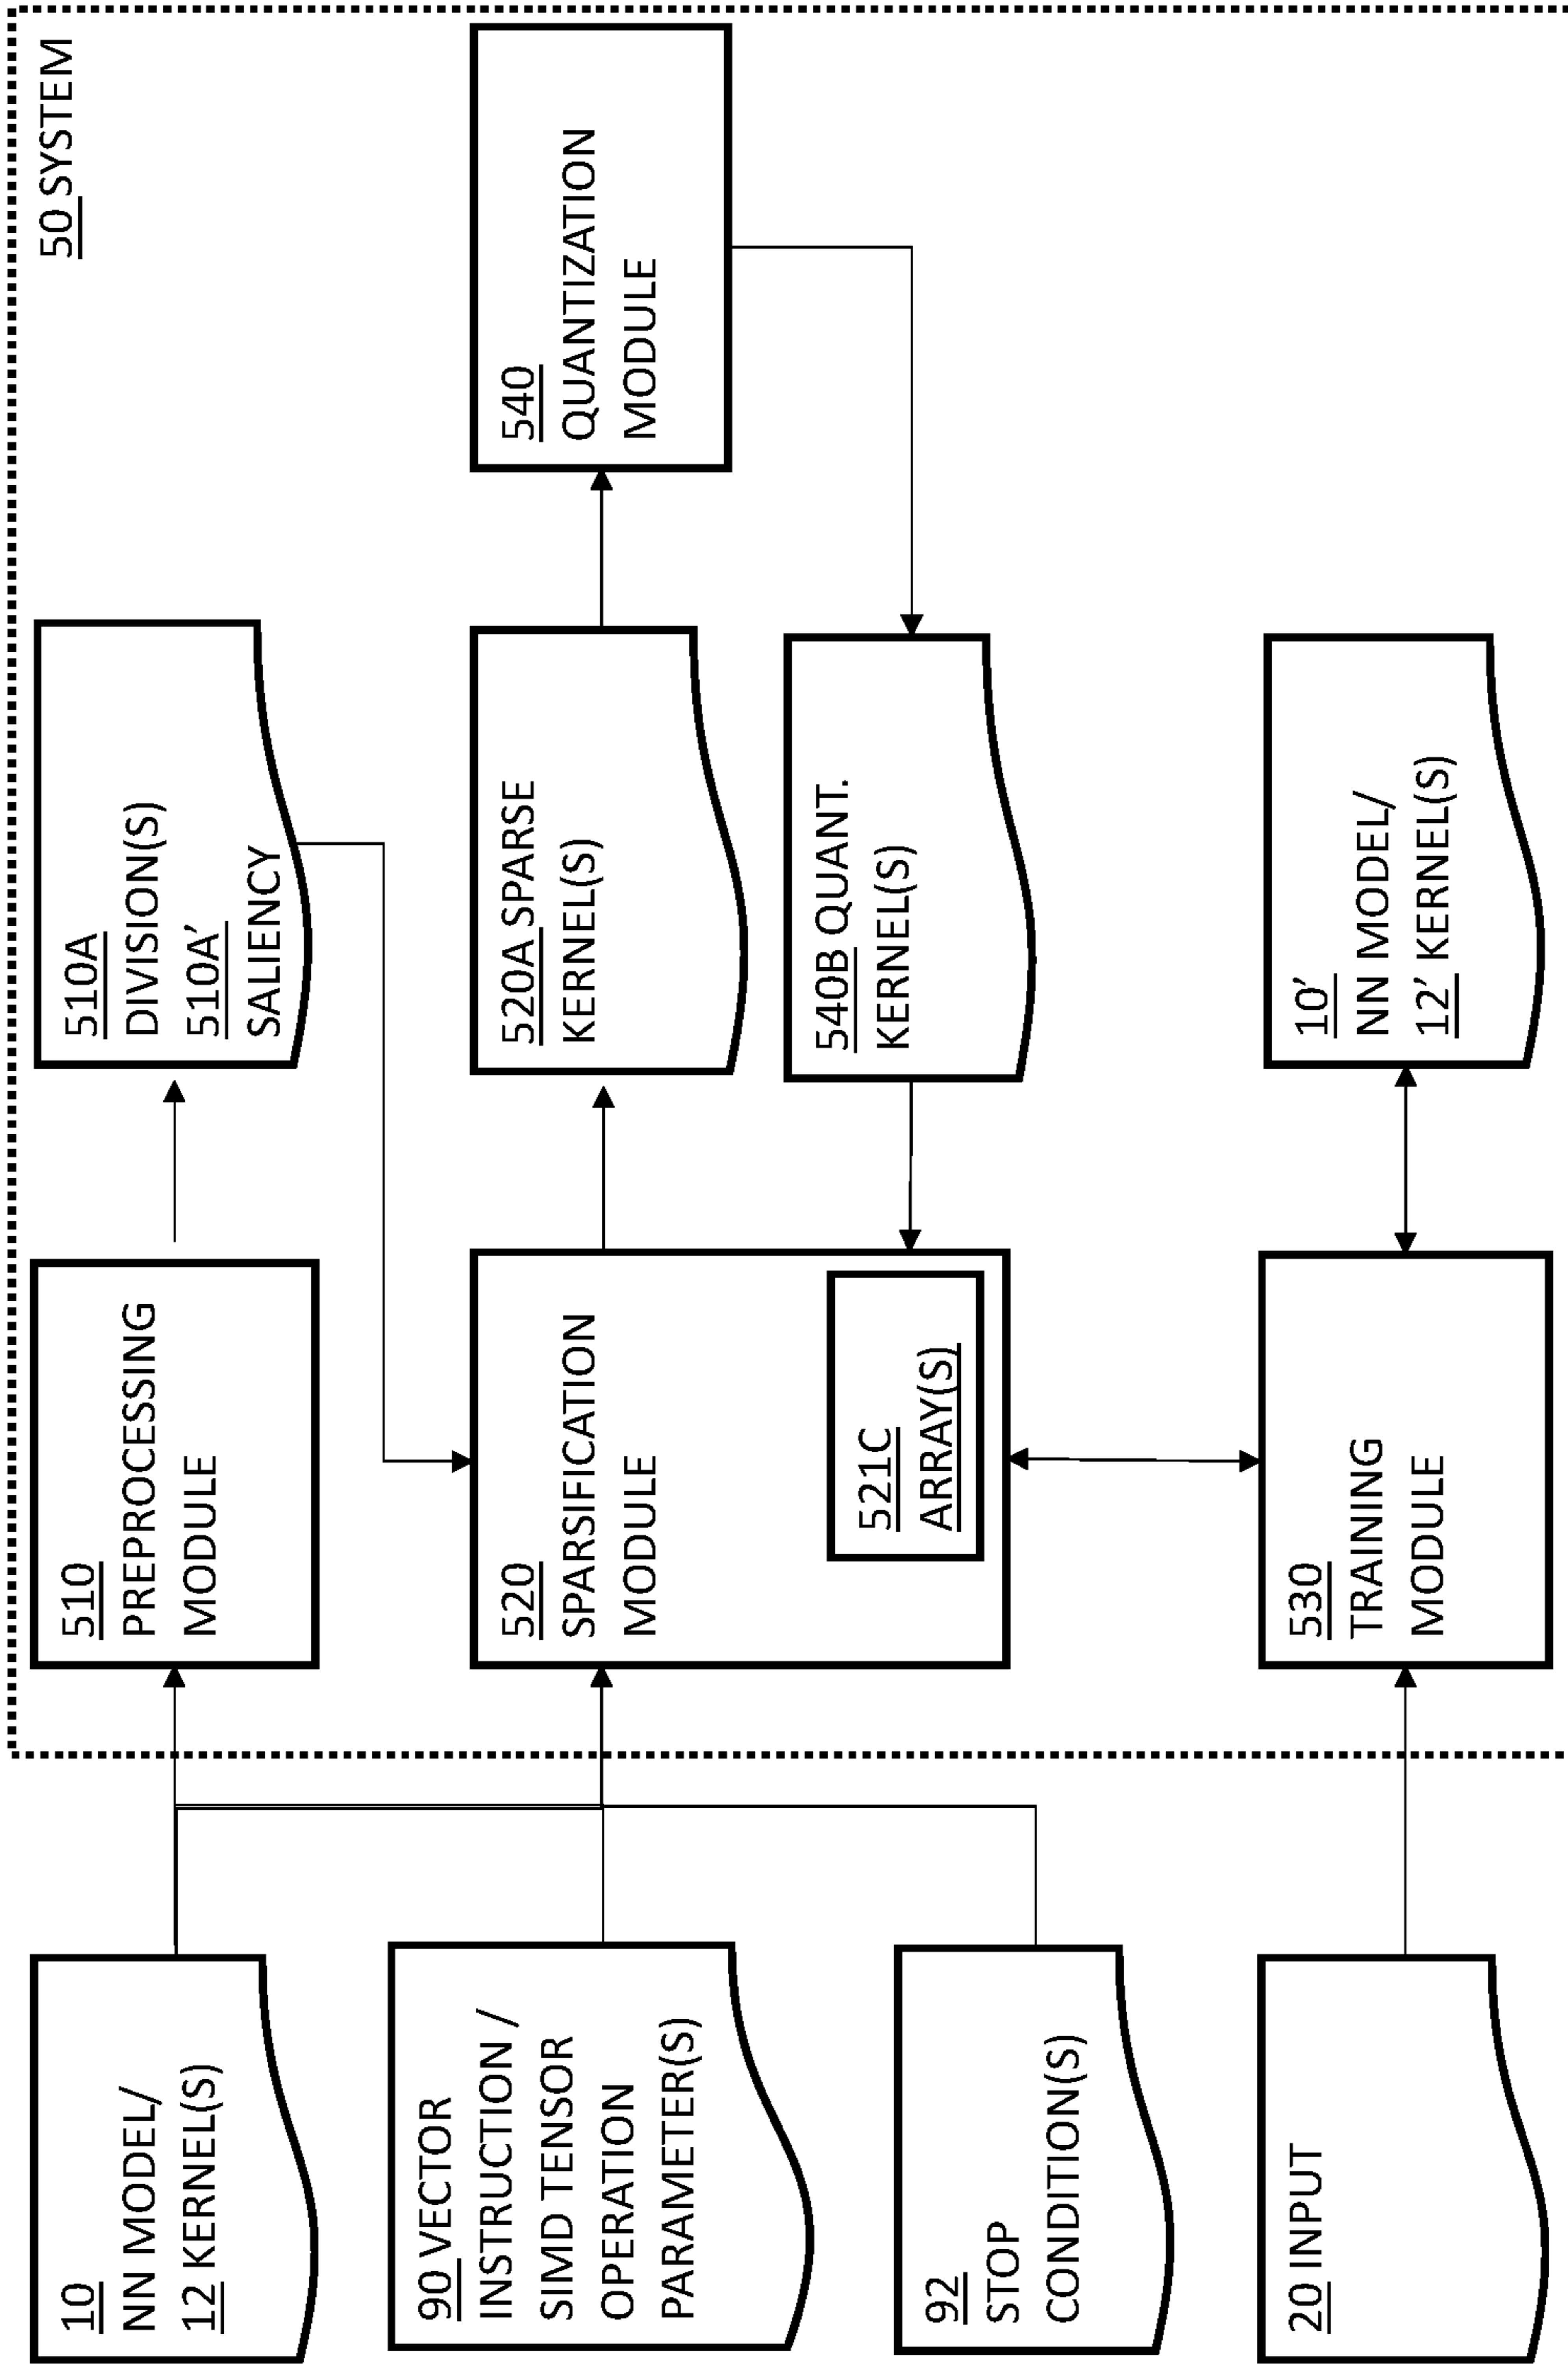 50 SYSTEM
10
NN MODEL/
12 KERNEL(S)
510
PREPROCESSING
MODULE
510A
DIVISION(S)
510A'
SALIENCY
90 VECTOR
INSTRUCTION /
SIMD TENSOR
OPERATION
PARAMETER(S)
520
SPARSIFICATION
MODULE
521C
ARRAY(S)
520A SPARSE
KERNEL(S)
540
QUANTIZATION
MODULE
540B QUANT.
KERNEL(S)
92
STOP
CONDITION(S)
20 INPUT
530
TRAINING
MODULE
10'
NN MODEL/
12' KERNEL(S)